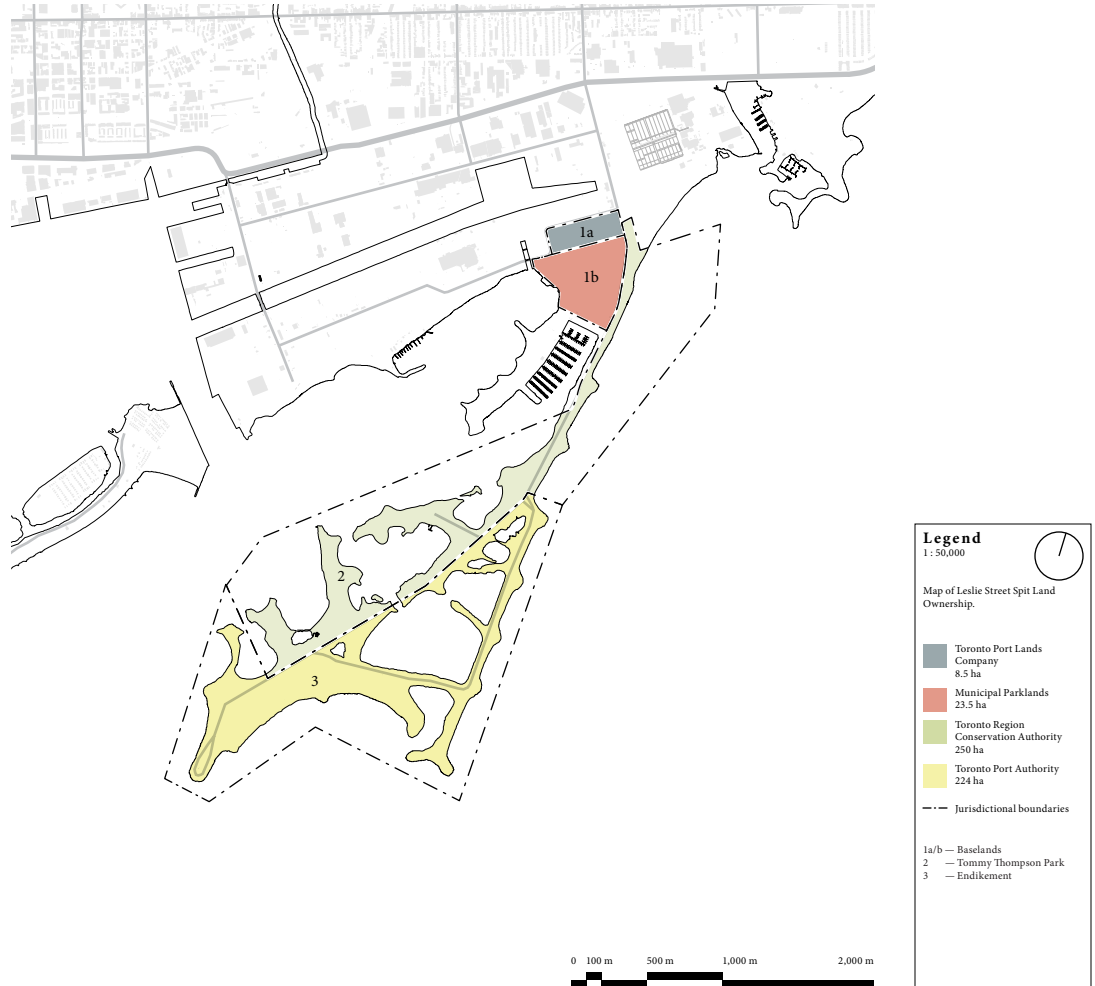 1a
1b
2
3
Legend
1 : 50,000
Map of Leslie Street Spit Land
Ownership.
Toronto Port Lands
Company
8.5 ha
Municipal Parklands
23.5 ha
Toronto Region
Conservation Authority
250 ha
Toronto Port Authority
224 ha
Jurisdictional boundaries
1a/b — Baselands
2 — Tommy Thompson Park
3 — Endikement
0 100 m 500 m 1,000 m 2,000 m